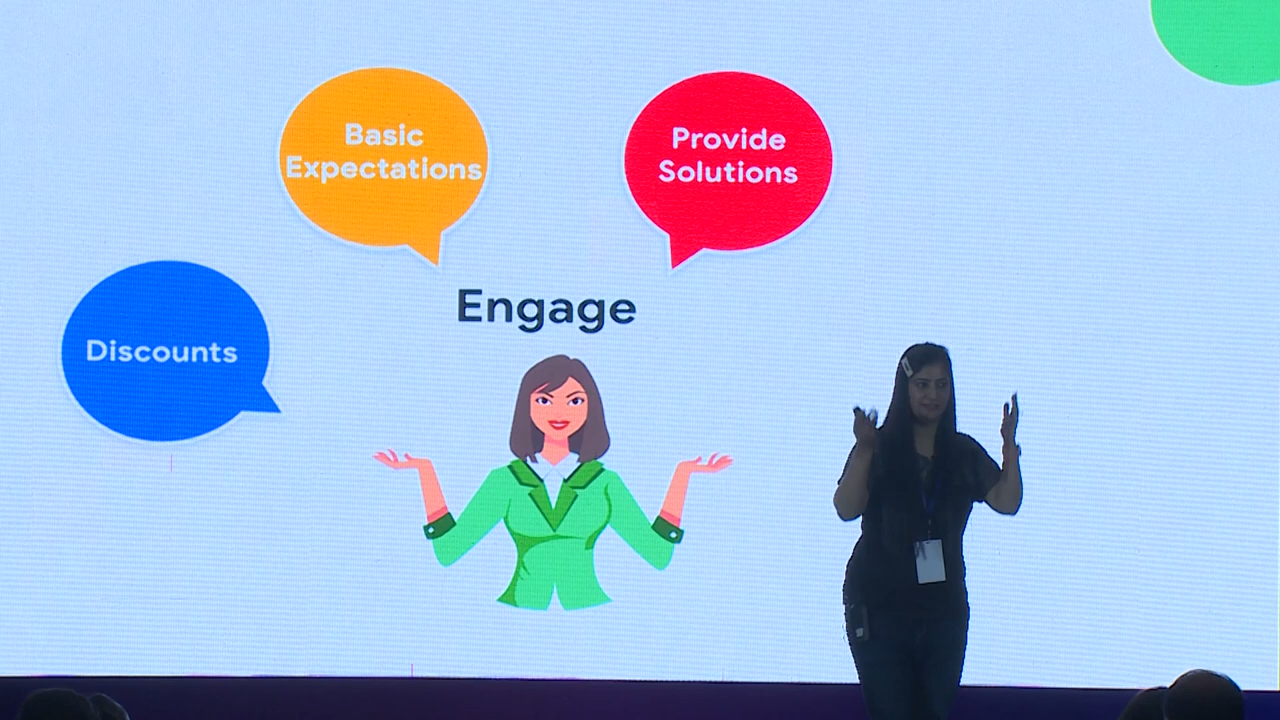 Basic
Expectations
Provide
Solutions
Engage
Discounts